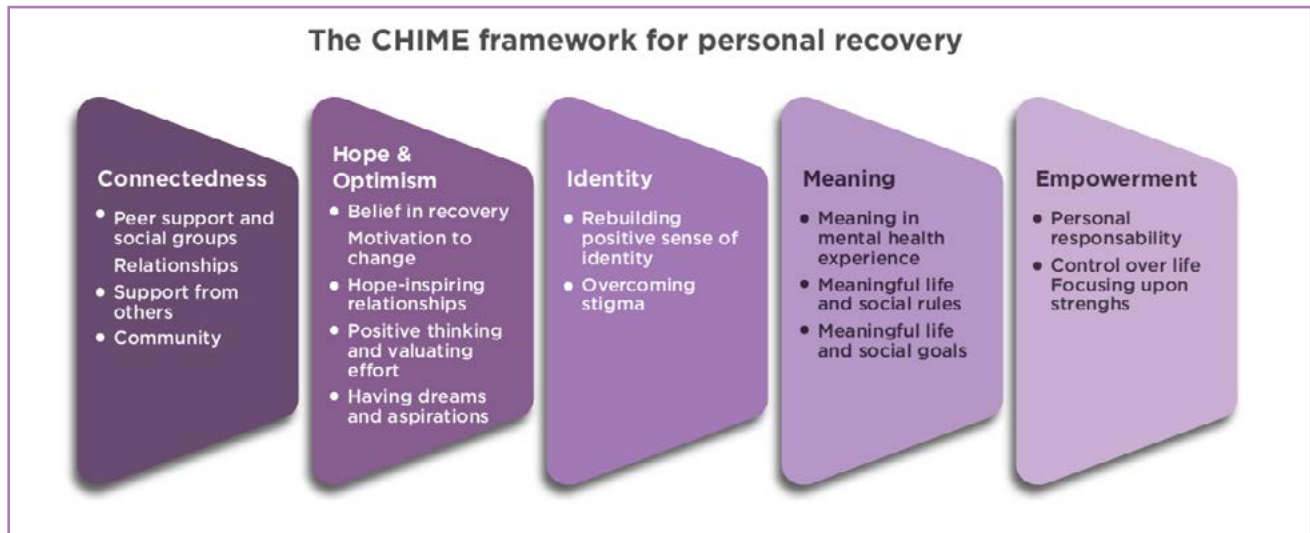 The CHIME framework for personal recovery
Connectedness
• Peer support and
social groups
Relationships
• Support from
others
• Community
Hope &
Optimism
• Belief in recovery
Motivation to
change
• Hope-inspiring
relationships
• Positive thinking
and valuating
effort
• Having dreams
and aspirations
Identity
• Rebuilding
positive sense of
identity
• Overcoming
stigma
Meaning
• Meaning in
mental health
experience
• Meaningful life
and social rules
• Meaningful life
and social goals
Empowerment
• Personal
responsability
• Control over life
Focusing upon
strenghs